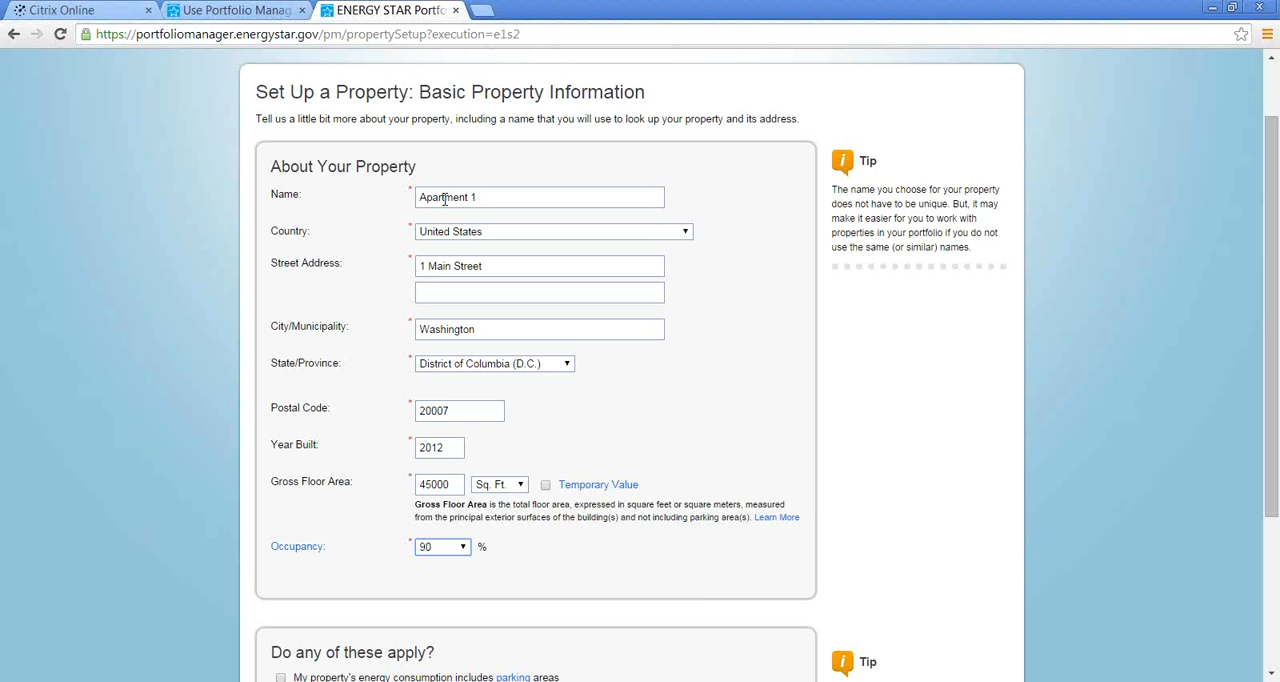 Citrix Online × Use Portfolio Manag × ENERGY STAR Portfo ×
https://portfoliomanager.energystar.gov/pm/propertySetup?execution=e1s2
Set Up a Property: Basic Property Information
Tell us a little bit more about your property, including a name that you will use to look up your property and its address.
About Your Property
Name: * Apartment 1
Country: * United States
Street Address: * 1 Main Street
City/Municipality: * Washington
State/Province: * District of Columbia (D.C.)
Postal Code: * 20007
Year Built: * 2012
Gross Floor Area: * 45000 Sq. Ft. Temporary Value
Gross Floor Area is the total floor area, expressed in square feet or square meters, measured
from the principal exterior surfaces of the building(s) and not including parking area(s). Learn More
Occupancy: * 90 %
Tip
The name you choose for your property
does not have to be unique. But, it may
make it easier for you to work with
properties in your portfolio if you do not
use the same (or similar) names.
Do any of these apply?
My property's energy consumption includes parking areas
Tip